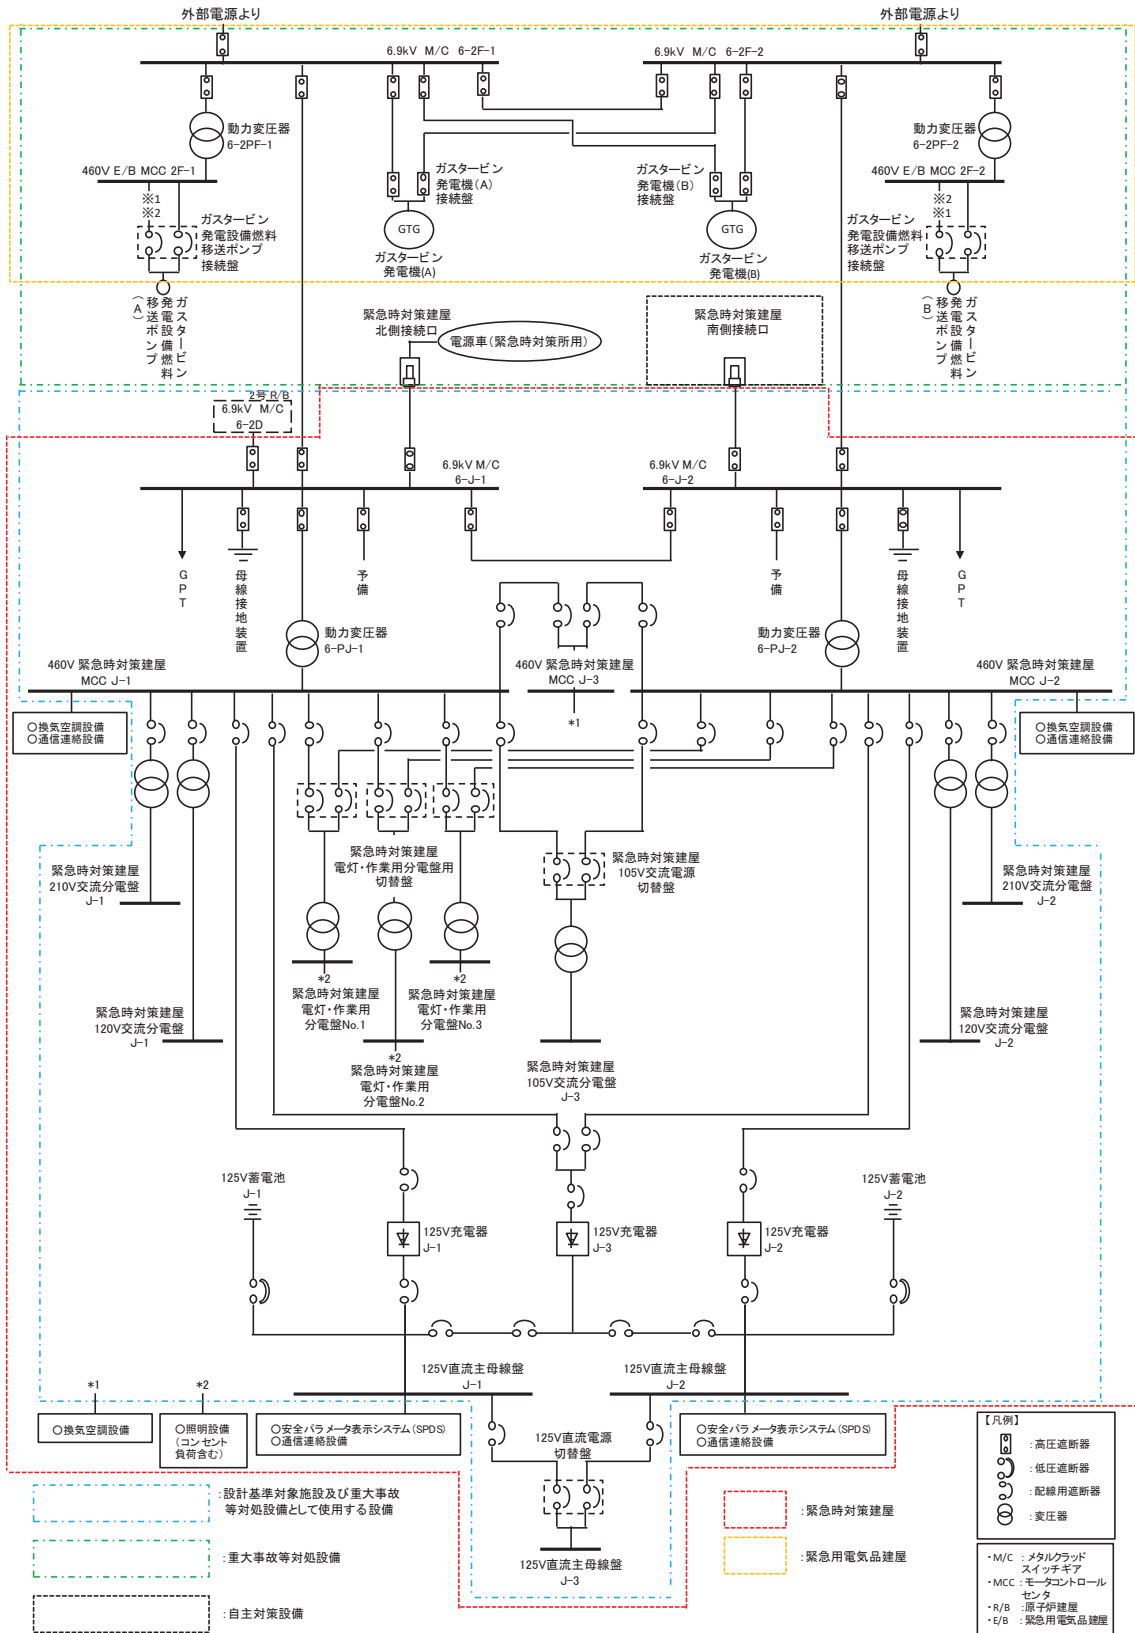 外部電源より
外部電源より
6.9kV M/C 6-2F-1
6.9kV M/C 6-2F-2
動力変圧器
6-2PF-1
動力変圧器
6-2PF-2
460V E/B MCC 2F-1
460V E/B MCC 2F-2
※1
※2
ガスタービン
発電設備燃料
移送ポンプ
接続盤
ガスタービン
発電機(A)
接続盤
GTG
ガスタービン
発電機(A)
ガスタービン
発電機(B)
接続盤
GTG
ガスタービン
発電機(B)
ガスタービン
発電設備燃料
移送ポンプ
接続盤
※2
※1
ガスタービン
発電設備燃料
移送ポンプ
(A)
ガスタービン
発電設備燃料
移送ポンプ
(B)
緊急時対策建屋
北側接続口
電源車(緊急時対策所用)
緊急時対策建屋
南側接続口
2号 R/B
6.9kV M/C
6-2D
6.9kV M/C
6-J-1
6.9kV M/C
6-J-2
GPT
母線接地装置
予備
予備
母線接地装置
GPT
動力変圧器
6-PJ-1
動力変圧器
6-PJ-2
460V 緊急時対策建屋
MCC J-1
460V 緊急時対策建屋
MCC J-3
*1
460V 緊急時対策建屋
MCC J-2
○換気空調設備
○通信連絡設備
○換気空調設備
○通信連絡設備
緊急時対策建屋
電灯・作業用分電盤用
切替盤
緊急時対策建屋
105V交流電源
切替盤
緊急時対策建屋
210V交流分電盤
J-1
緊急時対策建屋
210V交流分電盤
J-2
*2
緊急時対策建屋
電灯・作業用
分電盤No.1
*2
緊急時対策建屋
電灯・作業用
分電盤No.3
緊急時対策建屋
120V交流分電盤
J-1
緊急時対策建屋
120V交流分電盤
J-2
*2
緊急時対策建屋
電灯・作業用
分電盤No.2
緊急時対策建屋
105V交流分電盤
J-3
125V蓄電池
J-1
125V蓄電池
J-2
125V充電器
J-1
125V充電器
J-3
125V充電器
J-2
125V直流主母線盤
J-1
125V直流主母線盤
J-2
*1
○換気空調設備
*2
○照明設備
(コンセント
負荷含む)
○安全パラメータ表示システム(SPDS)
○通信連絡設備
125V直流電源
切替盤
○安全パラメータ表示システム(SPDS)
○通信連絡設備
125V直流主母線盤
J-3
【凡例】
:高圧遮断器
:低圧遮断器
:配線用遮断器
:変圧器
:設計基準対象施設及び重大事故
等対処設備として使用する設備
:重大事故等対処設備
:自主対策設備
:緊急時対策建屋
:緊急用電気品建屋
・M/C :メタルクラッド
スイッチギア
・MCC :モータコントロール
センタ
・R/B :原子炉建屋
・E/B :緊急用電気品建屋